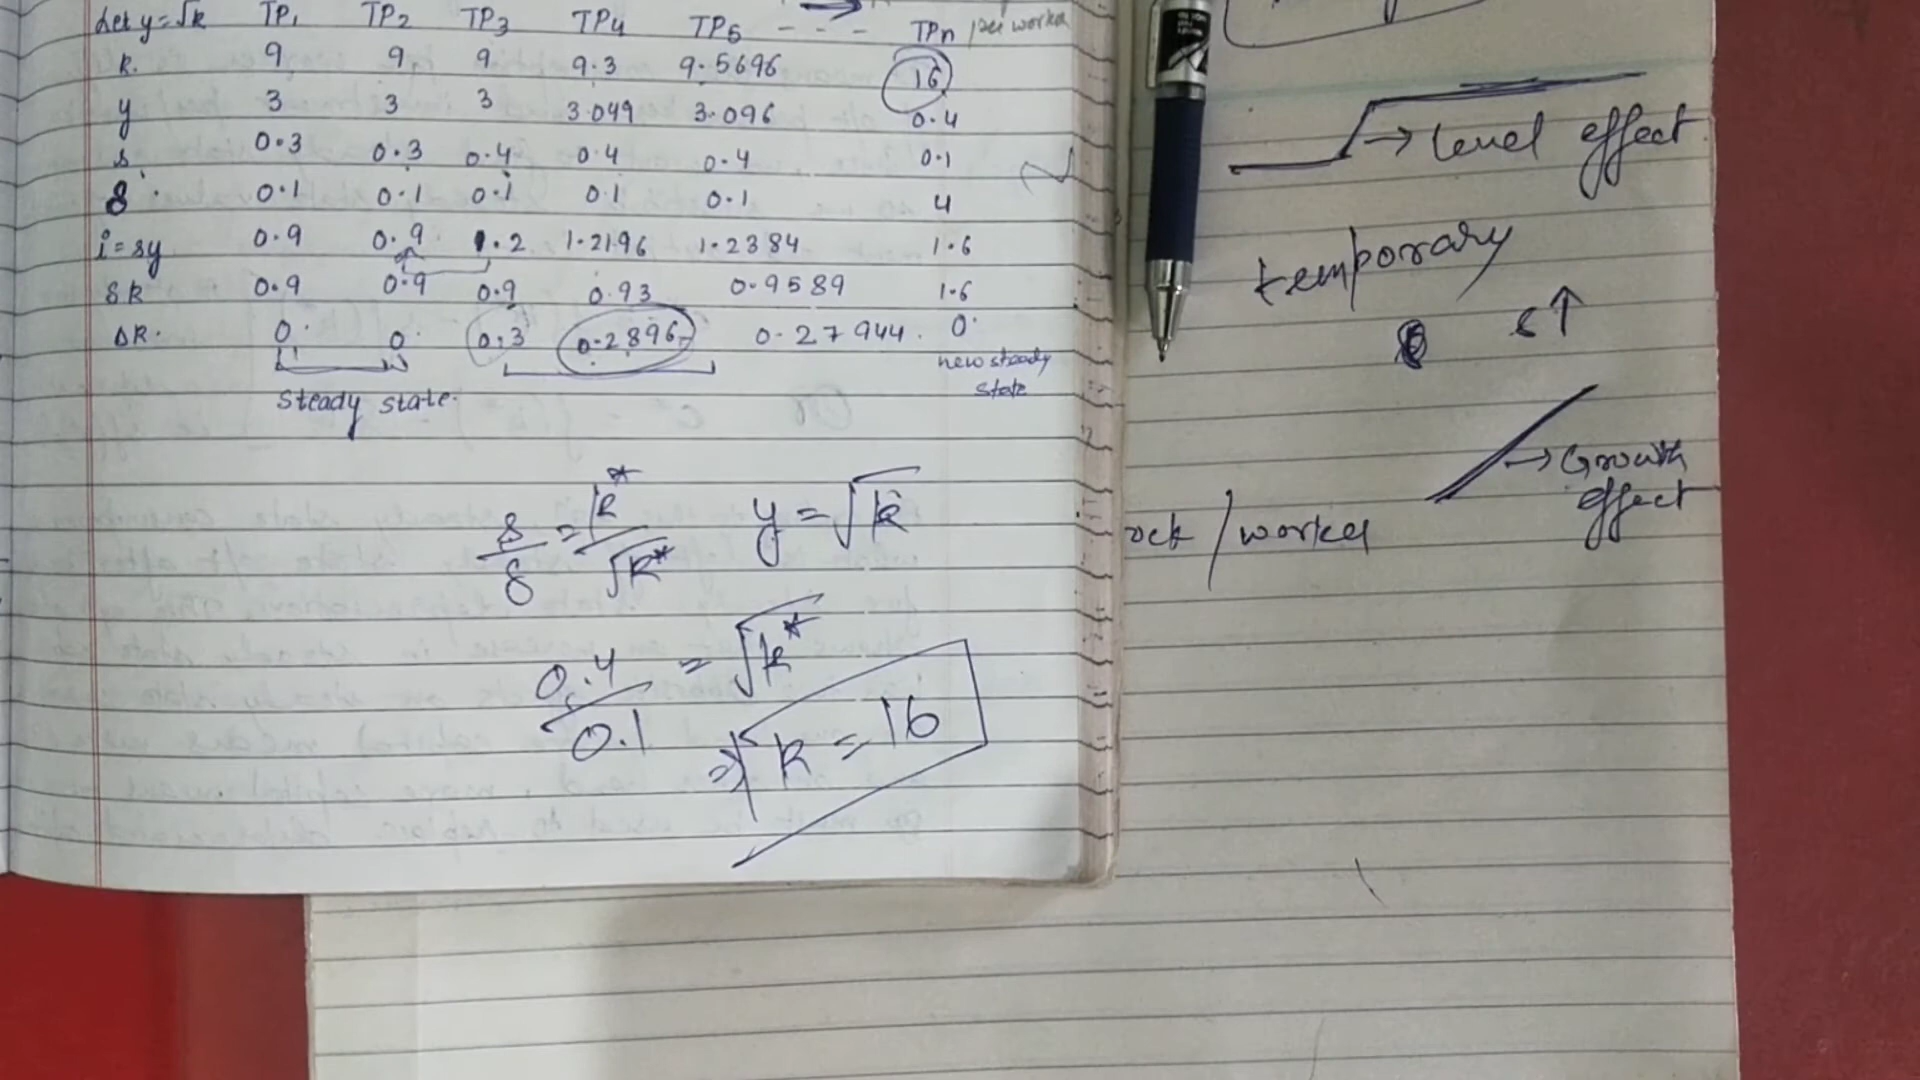 Let y=√k TP1 TP2 TP3 TP4 TP5 - - - TPn /per worker
k. 9 9 9 9.3 9.5696 16
y 3 3 3 3.049 3.096 0.4
s 0.3 0.3 0.4 0.4 0.4 0.1
δ 0.1 0.1 0.1 0.1 0.1 4
i=sy 0.9 0.9 1.2 1.2196 1.2384 1.6
δk 0.9 0.9 0.9 0.93 0.9589 1.6
Δk. 0 0 0.3 0.2896 0.27944 0
new steady
state
Steady state
s/δ = k*/√k* y=√k
0.4/0.1 = √k*
⇒ k = 16
→ Level effect
temporary
s↑
→ Growth
effect
ock / worker